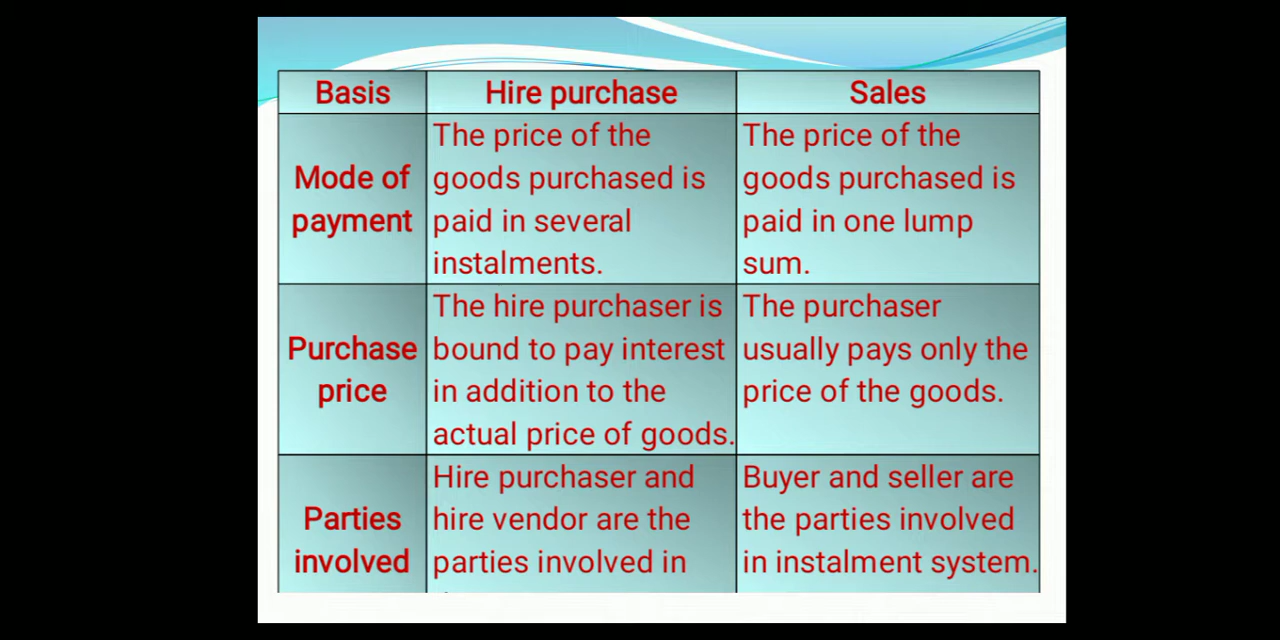 Basis Hire purchase Sales
Mode of
payment
The price of the
goods purchased is
paid in several
instalments.
The price of the
goods purchased is
paid in one lump
sum.
Purchase
price
The hire purchaser is
bound to pay interest
in addition to the
actual price of goods.
The purchaser
usually pays only the
price of the goods.
Parties
involved
Hire purchaser and
hire vendor are the
parties involved in
Buyer and seller are
the parties involved
in instalment system.